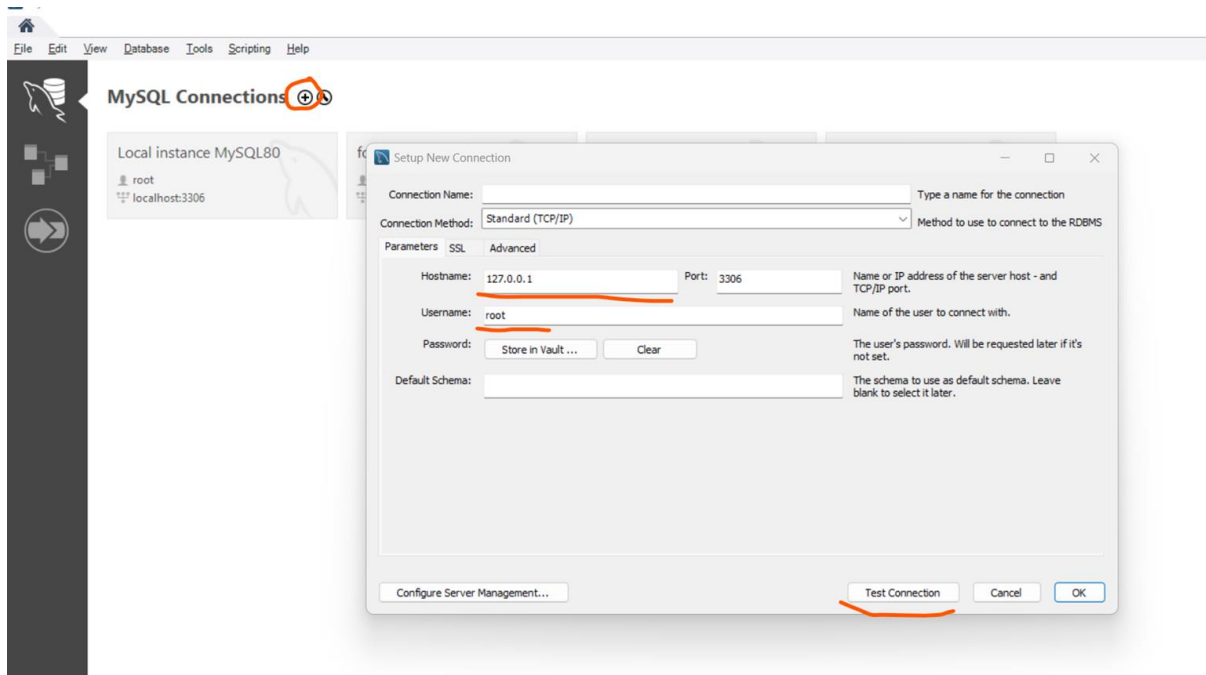 File Edit View Database Tools Scripting Help
MySQL Connections
Local instance MySQL80
root
localhost:3306
Setup New Connection
Connection Name: Type a name for the connection
Connection Method: Standard (TCP/IP) Method to use to connect to the RDBMS
Parameters SSL Advanced
Hostname: 127.0.0.1 Port: 3306 Name or IP address of the server host - and
TCP/IP port.
Username: root Name of the user to connect with.
Password: Store in Vault ... Clear The user's password. Will be requested later if it's
not set.
Default Schema: The schema to use as default schema. Leave
blank to select it later.
Configure Server Management... Test Connection Cancel OK